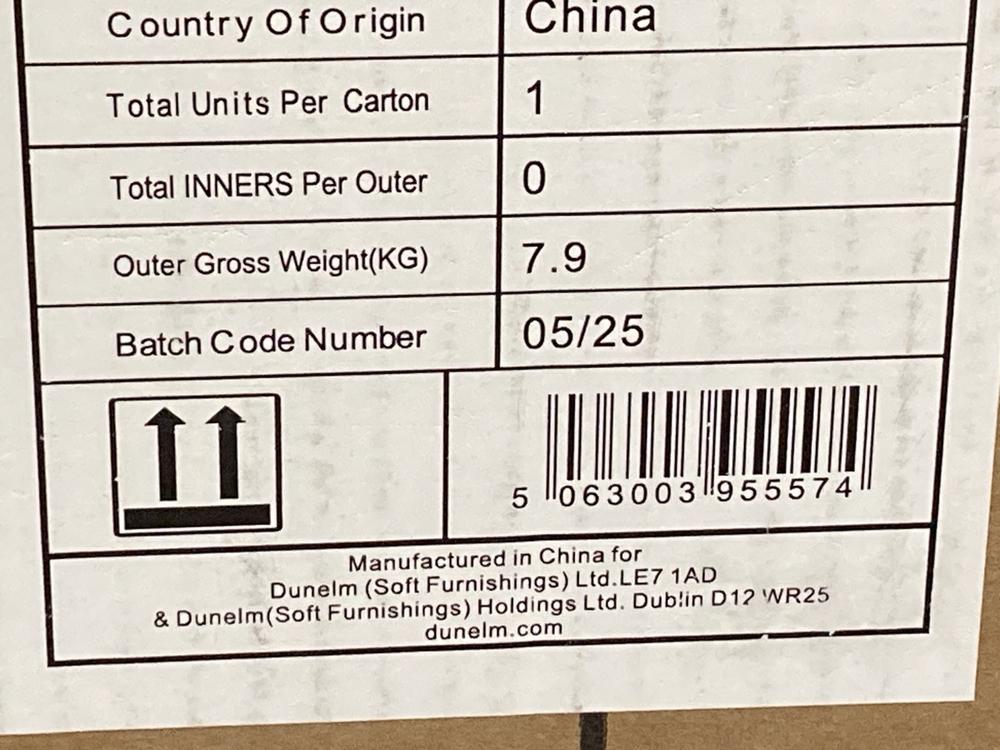 Country Of Origin China
Total Units Per Carton 1
Total INNERS Per Outer 0
Outer Gross Weight(KG) 7.9
Batch Code Number 05/25
5 063003 955574
Manufactured in China for
Dunelm (Soft Furnishings) Ltd.LE7 1AD
& Dunelm(Soft Furnishings) Holdings Ltd. Dublin D12 WR25
dunelm.com